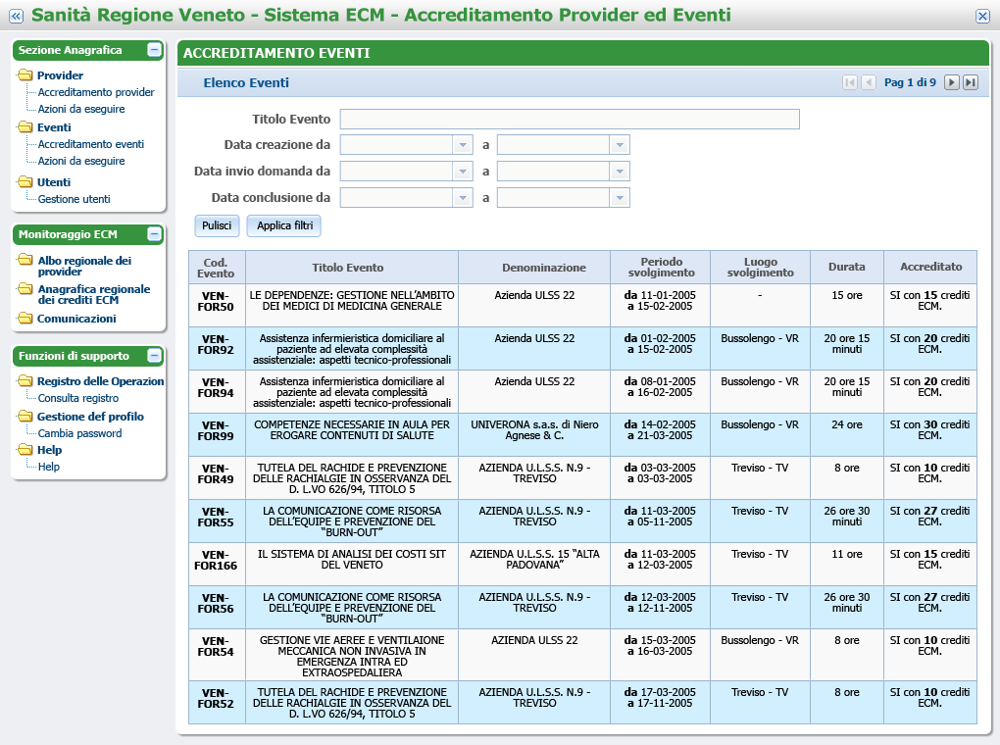 Sanità Regione Veneto - Sistema ECM - Accreditamento Provider ed Eventi
Sezione Anagrafica
Provider
Accreditamento provider
Azioni da eseguire
Eventi
Accreditamento eventi
Azioni da eseguire
Utenti
Gestione utenti
Monitoraggio ECM
Albo regionale dei
provider
Anagrafica regionale
dei crediti ECM
Comunicazioni
Funzioni di supporto
Registro delle Operazion
Consulta registro
Gestione def profilo
Cambia password
Help
Help
ACCREDITAMENTO EVENTI
Elenco Eventi
Pag 1 di 9
Titolo Evento
Data creazione da a
Data invio domanda da a
Data conclusione da a
Pulisci Applica filtri
Cod. Evento Titolo Evento Denominazione Periodo svolgimento Luogo svolgimento Durata Accreditato
VEN- LE DEPENDENZE: GESTIONE NELL'AMBITO Azienda ULSS 22 da 11-01-2005 - 15 ore SI con 15 crediti
FOR50 DEI MEDICI DI MEDICINA GENERALE a 15-02-2005 ECM.
VEN- Assistenza infermieristica domiciliare al Azienda ULSS 22 da 01-02-2005 Bussolengo - VR 20 ore 15 SI con 20 crediti
FOR92 paziente ad elevata complessità a 15-02-2005 minuti ECM.
assistenziale: aspetti tecnico-professionali
VEN- Assistenza infermieristica domiciliare al Azienda ULSS 22 da 08-01-2005 Bussolengo - VR 20 ore 15 SI con 20 crediti
FOR94 paziente ad elevata complessità a 16-02-2005 minuti ECM.
assistenziale: aspetti tecnico-professionali
VEN- COMPETENZE NECESSARIE IN AULA PER UNIVERONA s.a.s. di Niero da 14-02-2005 Bussolengo - VR 24 ore SI con 30 crediti
FOR99 EROGARE CONTENUTI DI SALUTE Agnese & C. a 21-03-2005 ECM.
VEN- TUTELA DEL RACHIDE E PREVENZIONE AZIENDA U.L.S.S. N.9 - da 03-03-2005 Treviso - TV 8 ore SI con 10 crediti
FOR49 DELLE RACHIALGIE IN OSSERVANZA DEL TREVISO a 03-03-2005 ECM.
D. L.VO 626/94, TITOLO 5
VEN- LA COMUNICAZIONE COME RISORSA AZIENDA U.L.S.S. N.9 - da 11-03-2005 Treviso - TV 26 ore 30 SI con 27 crediti
FOR55 DELL'EQUIPE E PREVENZIONE DEL TREVISO a 05-11-2005 minuti ECM.
“BURN-OUT”
VEN- IL SISTEMA DI ANALISI DEI COSTI SIT AZIENDA U.L.S.S. 15 “ALTA da 11-03-2005 Treviso - TV 11 ore SI con 15 crediti
FOR166 DEL VENETO PADOVANA” a 12-03-2005 ECM.
VEN- LA COMUNICAZIONE COME RISORSA AZIENDA U.L.S.S. N.9 - da 12-03-2005 Treviso - TV 26 ore 30 SI con 27 crediti
FOR56 DELL'EQUIPE E PREVENZIONE DEL TREVISO a 12-11-2005 minuti ECM.
“BURN-OUT”
VEN- GESTIONE VIE AEREE E VENTILAIONE AZIENDA ULSS 22 da 15-03-2005 Bussolengo - VR 8 ore SI con 10 crediti
FOR54 MECCANICA NON INVASIVA IN a 16-03-2005 ECM.
EMERGENZA INTRA ED
EXTRAOSPEDALIERA
VEN- TUTELA DEL RACHIDE E PREVENZIONE AZIENDA U.L.S.S. N.9 - da 17-03-2005 Treviso - TV 8 ore SI con 10 crediti
FOR52 DELLE RACHIALGIE IN OSSERVANZA DEL TREVISO a 17-11-2005 ECM.
D. L.VO 626/94, TITOLO 5